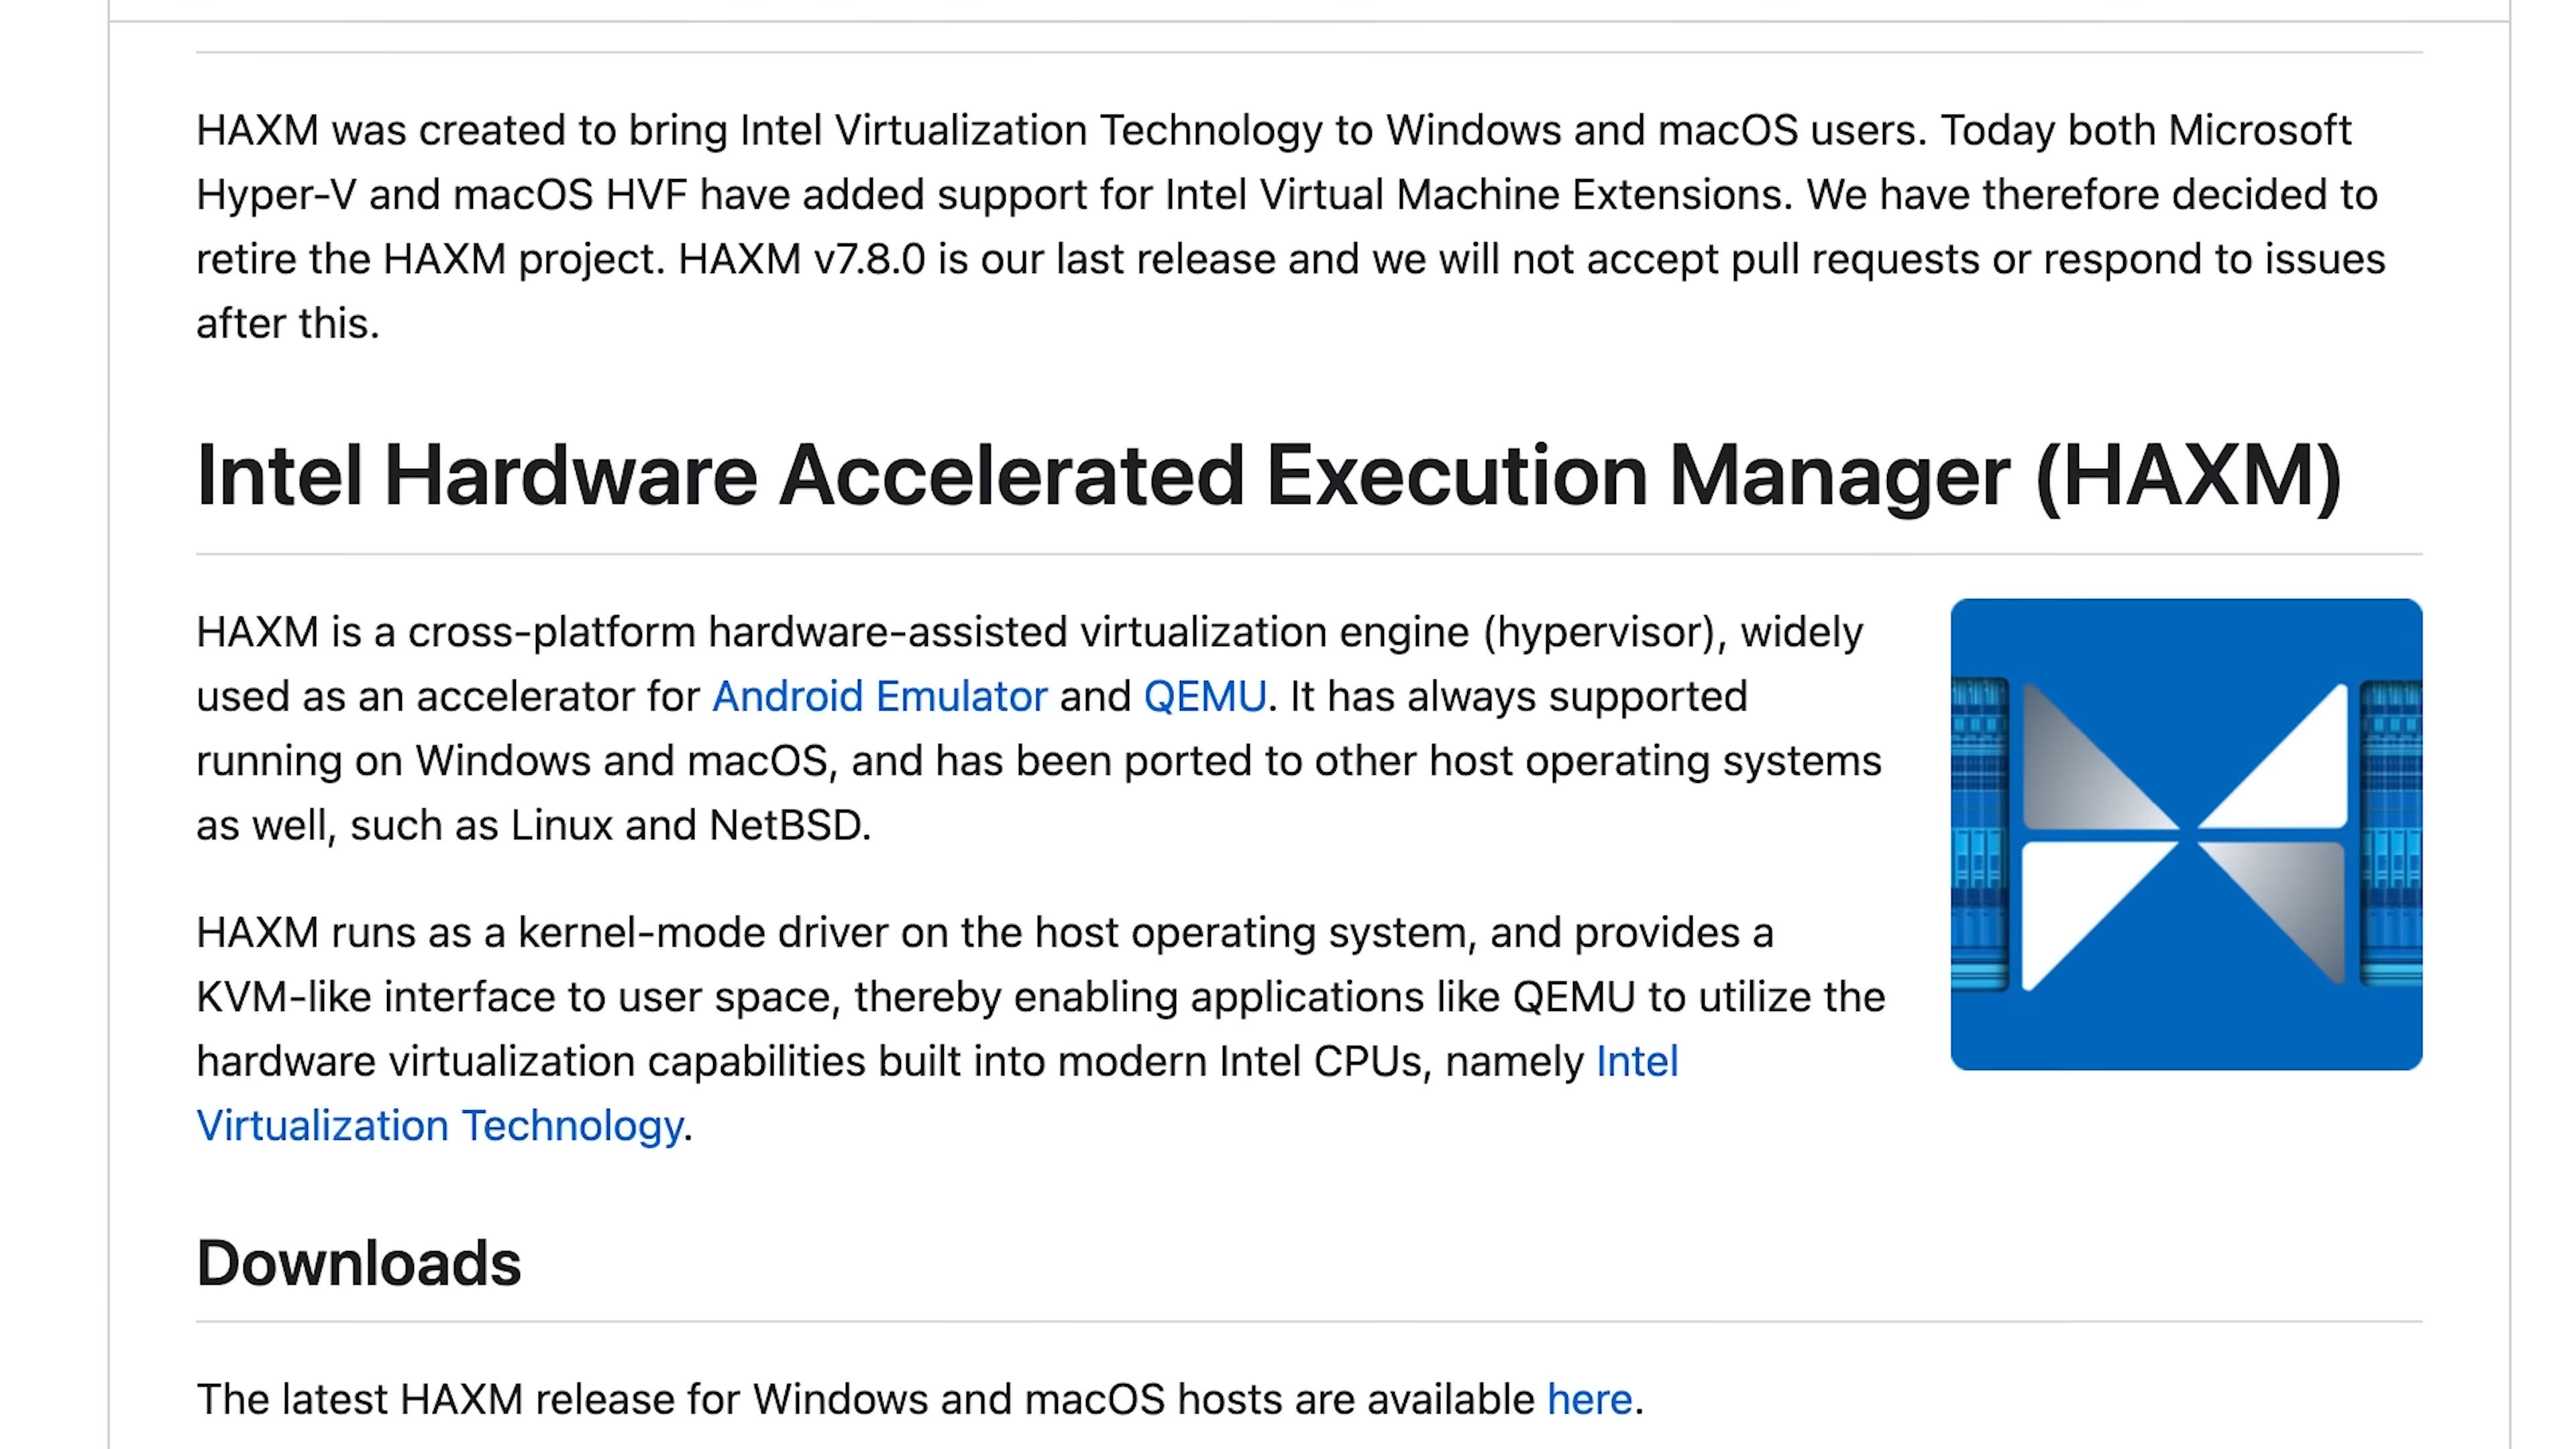 HAXM was created to bring Intel Virtualization Technology to Windows and macOS users. Today both Microsoft
Hyper-V and macOS HVF have added support for Intel Virtual Machine Extensions. We have therefore decided to
retire the HAXM project. HAXM v7.8.0 is our last release and we will not accept pull requests or respond to issues
after this.
Intel Hardware Accelerated Execution Manager (HAXM)
HAXM is a cross-platform hardware-assisted virtualization engine (hypervisor), widely
used as an accelerator for Android Emulator and QEMU. It has always supported
running on Windows and macOS, and has been ported to other host operating systems
as well, such as Linux and NetBSD.
HAXM runs as a kernel-mode driver on the host operating system, and provides a
KVM-like interface to user space, thereby enabling applications like QEMU to utilize the
hardware virtualization capabilities built into modern Intel CPUs, namely Intel
Virtualization Technology.
Downloads
The latest HAXM release for Windows and macOS hosts are available here.